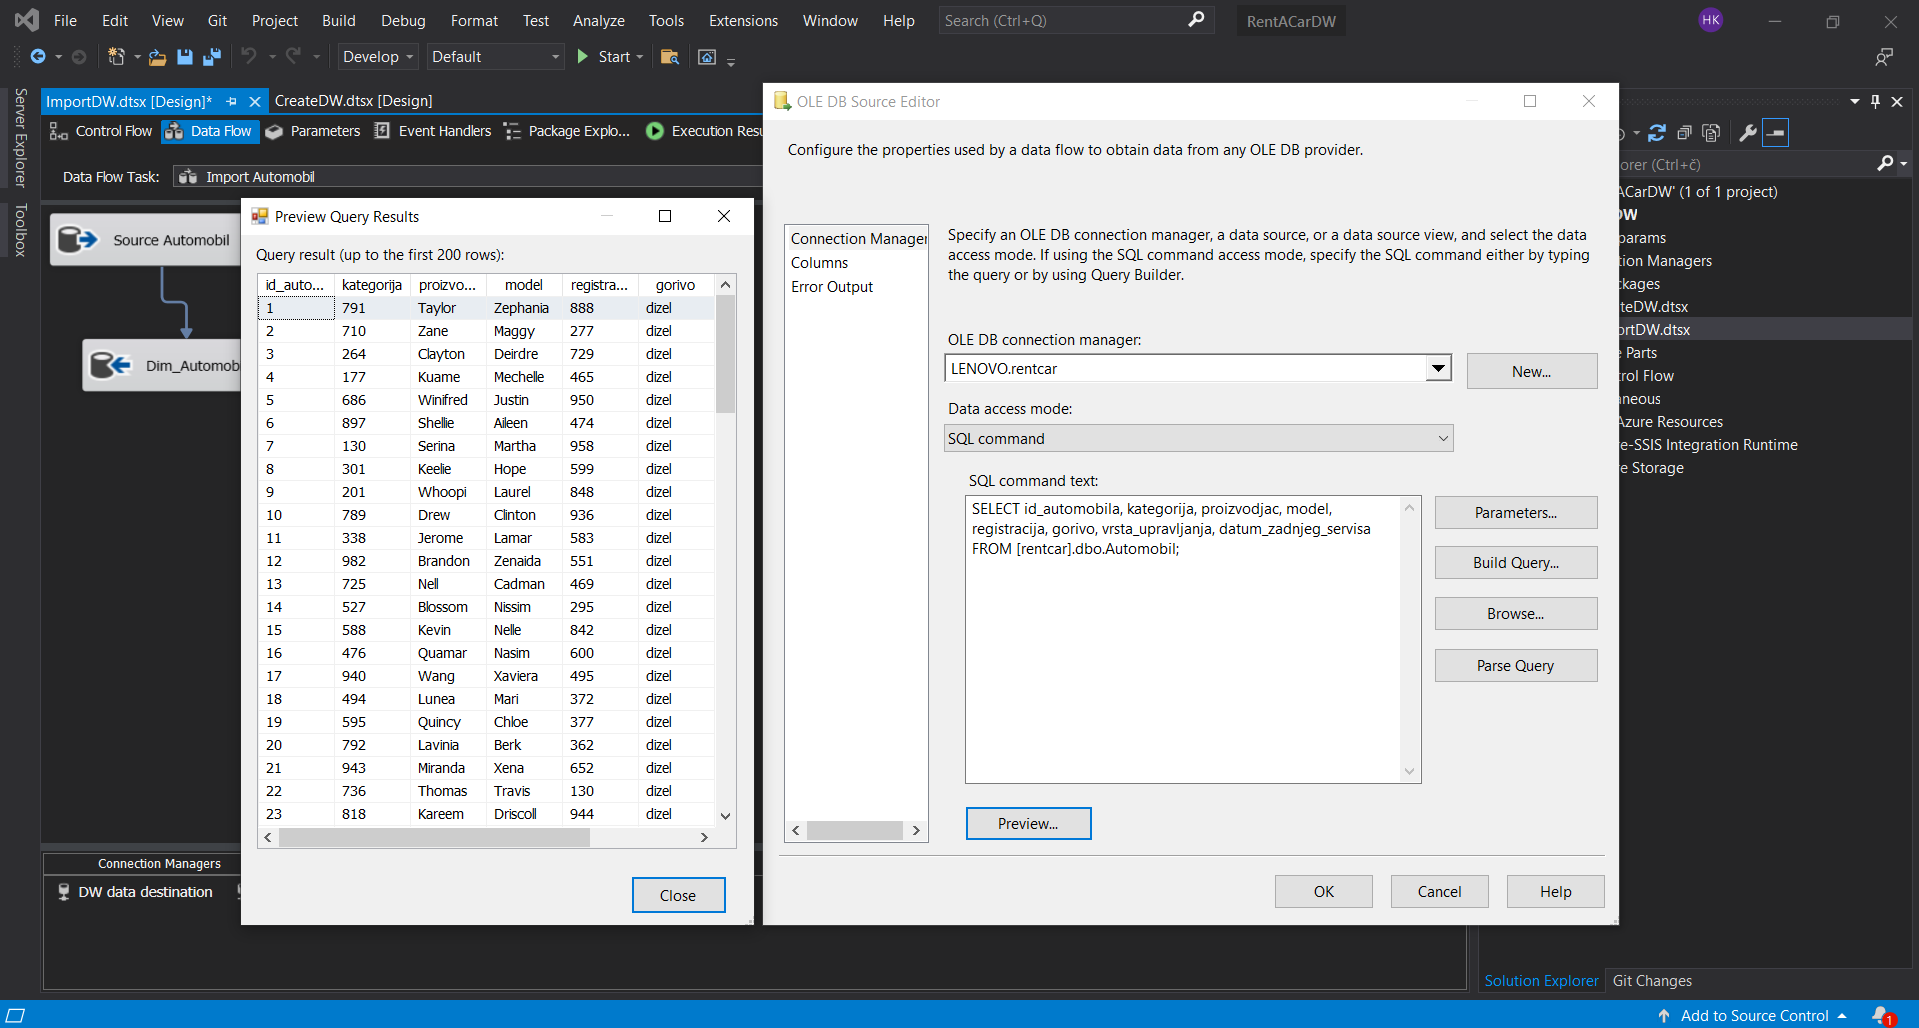 File Edit View Git Project Build Debug Format Test Analyze Tools Extensions Window Help Search (Ctrl+Q) RentACarDW HK
Develop Default Start
Server Explorer
Toolbox
ImportDW.dtsx [Design]* CreateDW.dtsx [Design]
Control Flow Data Flow Parameters Event Handlers Package Explo... Execution Resu
Data Flow Task: Import Automobil
Source Automobil
Dim_Automob
Preview Query Results
Query result (up to the first 200 rows):
id_auto... kategorija proizvo... model registra... gorivo
1 791 Taylor Zephania 888 dizel
2 710 Zane Maggy 277 dizel
3 264 Clayton Deirdre 729 dizel
4 177 Kuame Mechelle 465 dizel
5 686 Winifred Justin 950 dizel
6 897 Shellie Aileen 474 dizel
7 130 Serina Martha 958 dizel
8 301 Keelie Hope 599 dizel
9 201 Whoopi Laurel 848 dizel
10 789 Drew Clinton 936 dizel
11 338 Jerome Lamar 583 dizel
12 982 Brandon Zenaida 551 dizel
13 725 Nell Cadman 469 dizel
14 527 Blossom Nissim 295 dizel
15 588 Kevin Nelle 842 dizel
16 476 Quamar Nasim 600 dizel
17 940 Wang Xaviera 495 dizel
18 494 Lunea Mari 372 dizel
19 595 Quincy Chloe 377 dizel
20 792 Lavinia Berk 362 dizel
21 943 Miranda Xena 652 dizel
22 736 Thomas Travis 130 dizel
23 818 Kareem Driscoll 944 dizel
Close
Connection Managers
DW data destination
OLE DB Source Editor
Configure the properties used by a data flow to obtain data from any OLE DB provider.
Connection Manager
Columns
Error Output
Specify an OLE DB connection manager, a data source, or a data source view, and select the data
access mode. If using the SQL command access mode, specify the SQL command either by typing
the query or by using Query Builder.
OLE DB connection manager:
LENOVO.rentcar
New...
Data access mode:
SQL command
SQL command text:
SELECT id_automobila, kategorija, proizvodjac, model,
registracija, gorivo, vrsta_upravljanja, datum_zadnjeg_servisa
FROM [rentcar].dbo.Automobil;
Parameters...
Build Query...
Browse...
Parse Query
Preview...
OK Cancel Help
orer (Ctrl+č)
ACarDW' (1 of 1 project)
DW
params
tion Managers
ckages
teDW.dtsx
ortDW.dtsx
e Parts
trol Flow
aneous
Azure Resources
e-SSIS Integration Runtime
e Storage
Solution Explorer Git Changes
Add to Source Control 1